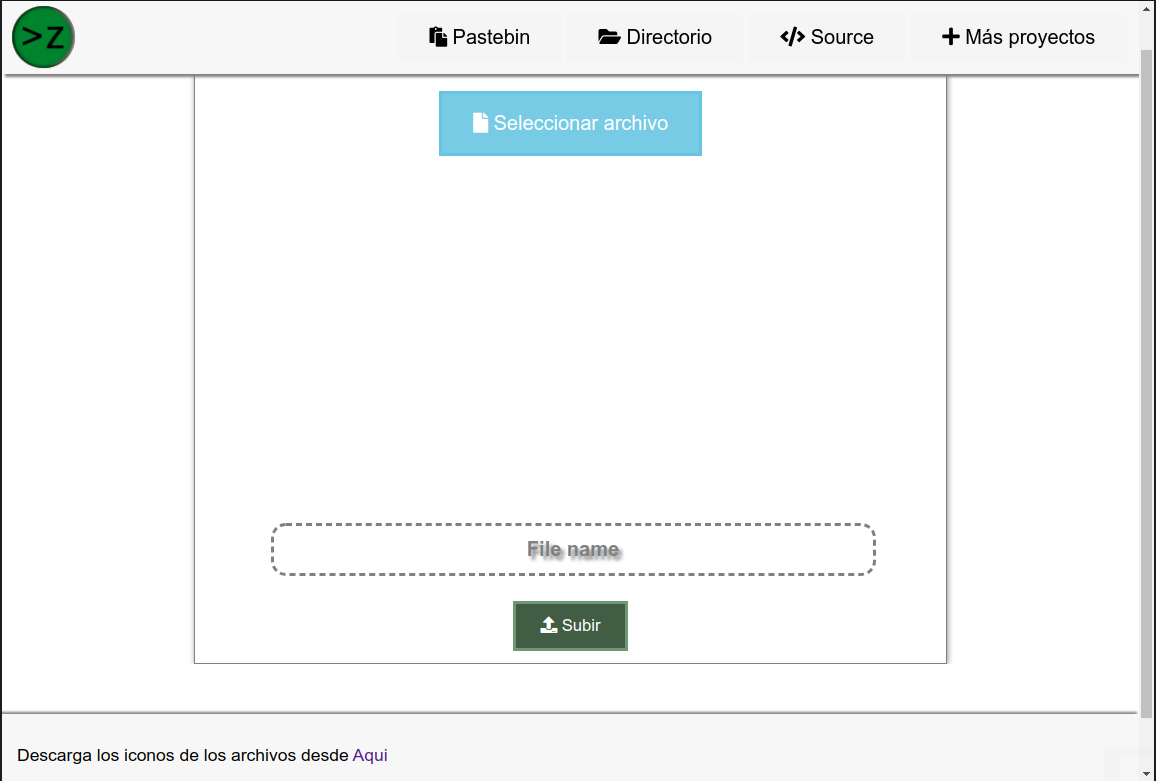 >Z
Pastebin
Directorio
Source
Más proyectos
Seleccionar archivo
File name
Subir
Descarga los iconos de los archivos desde Aqui